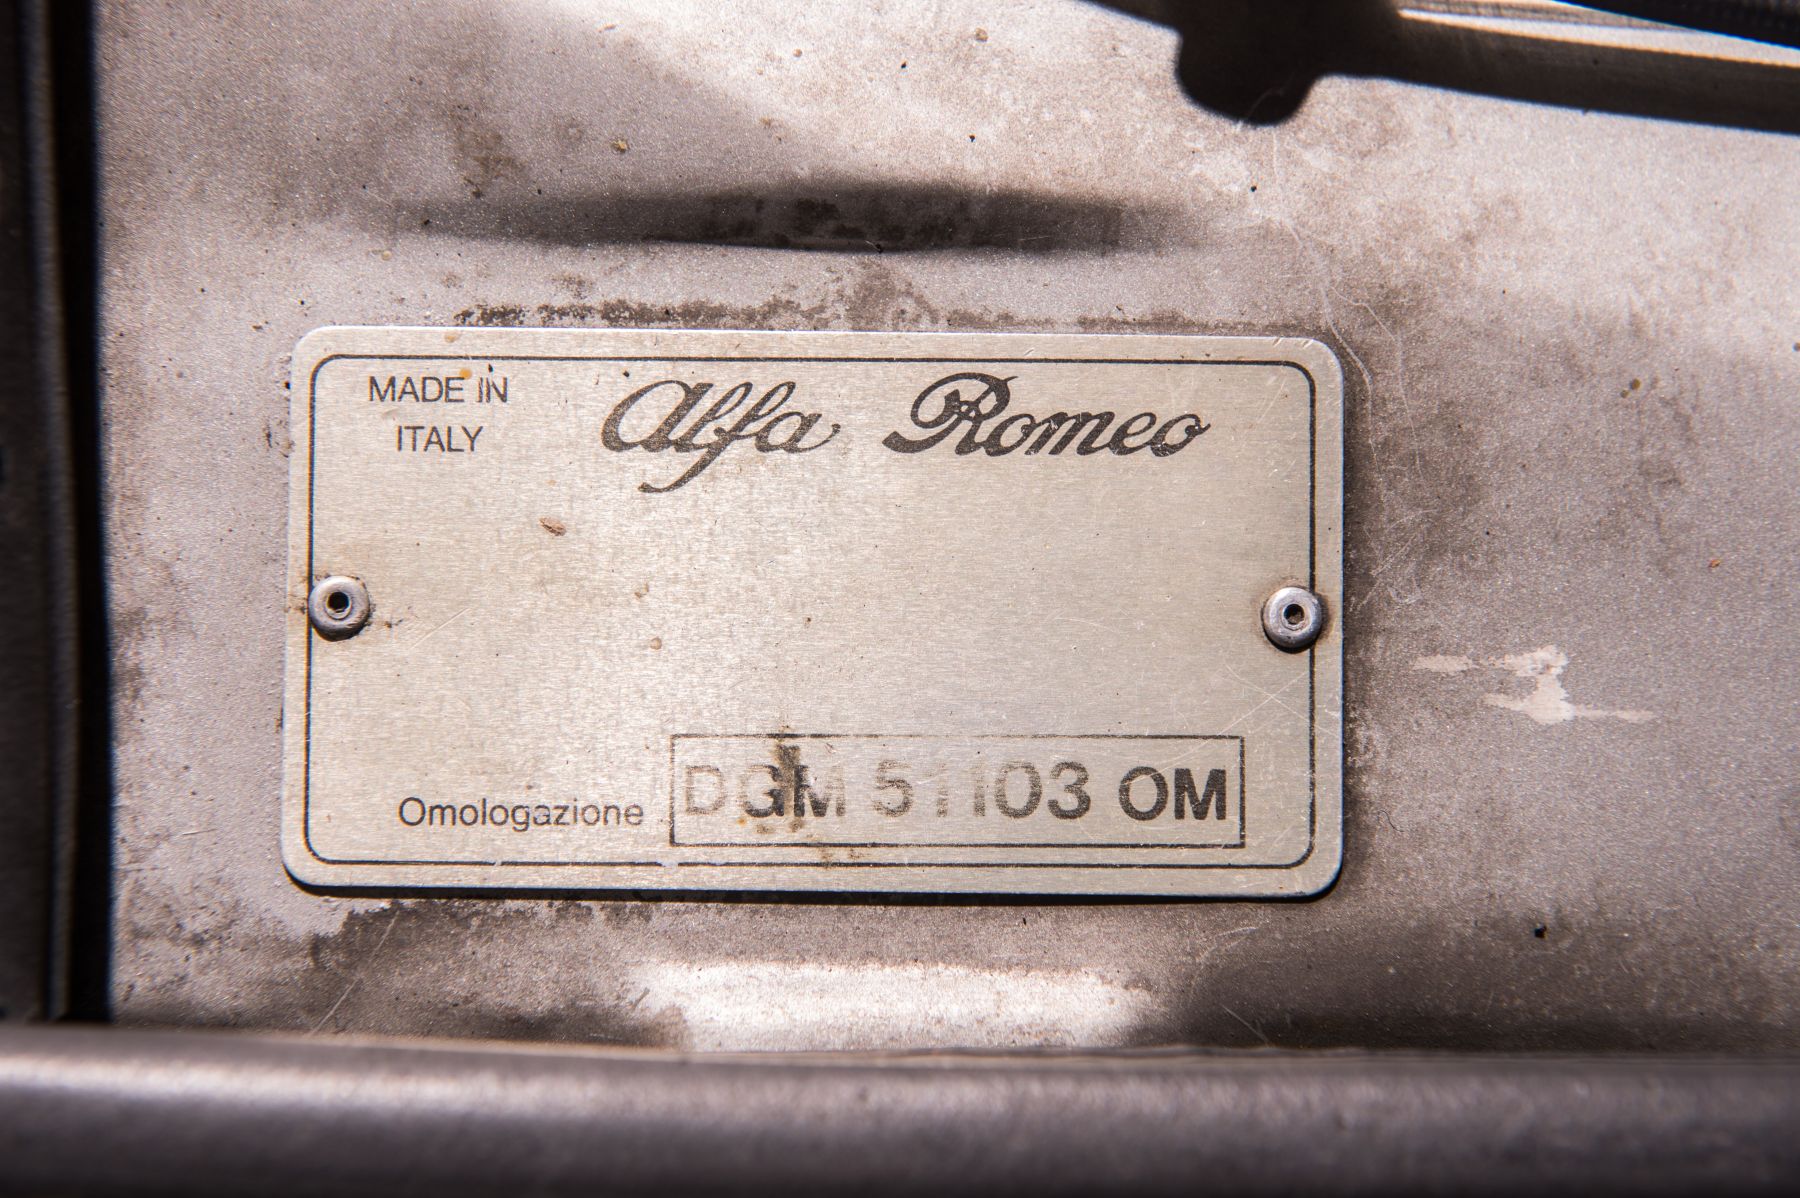 MADE IN
ITALY
Alfa Romeo
Omologazione DGM 51103 OM